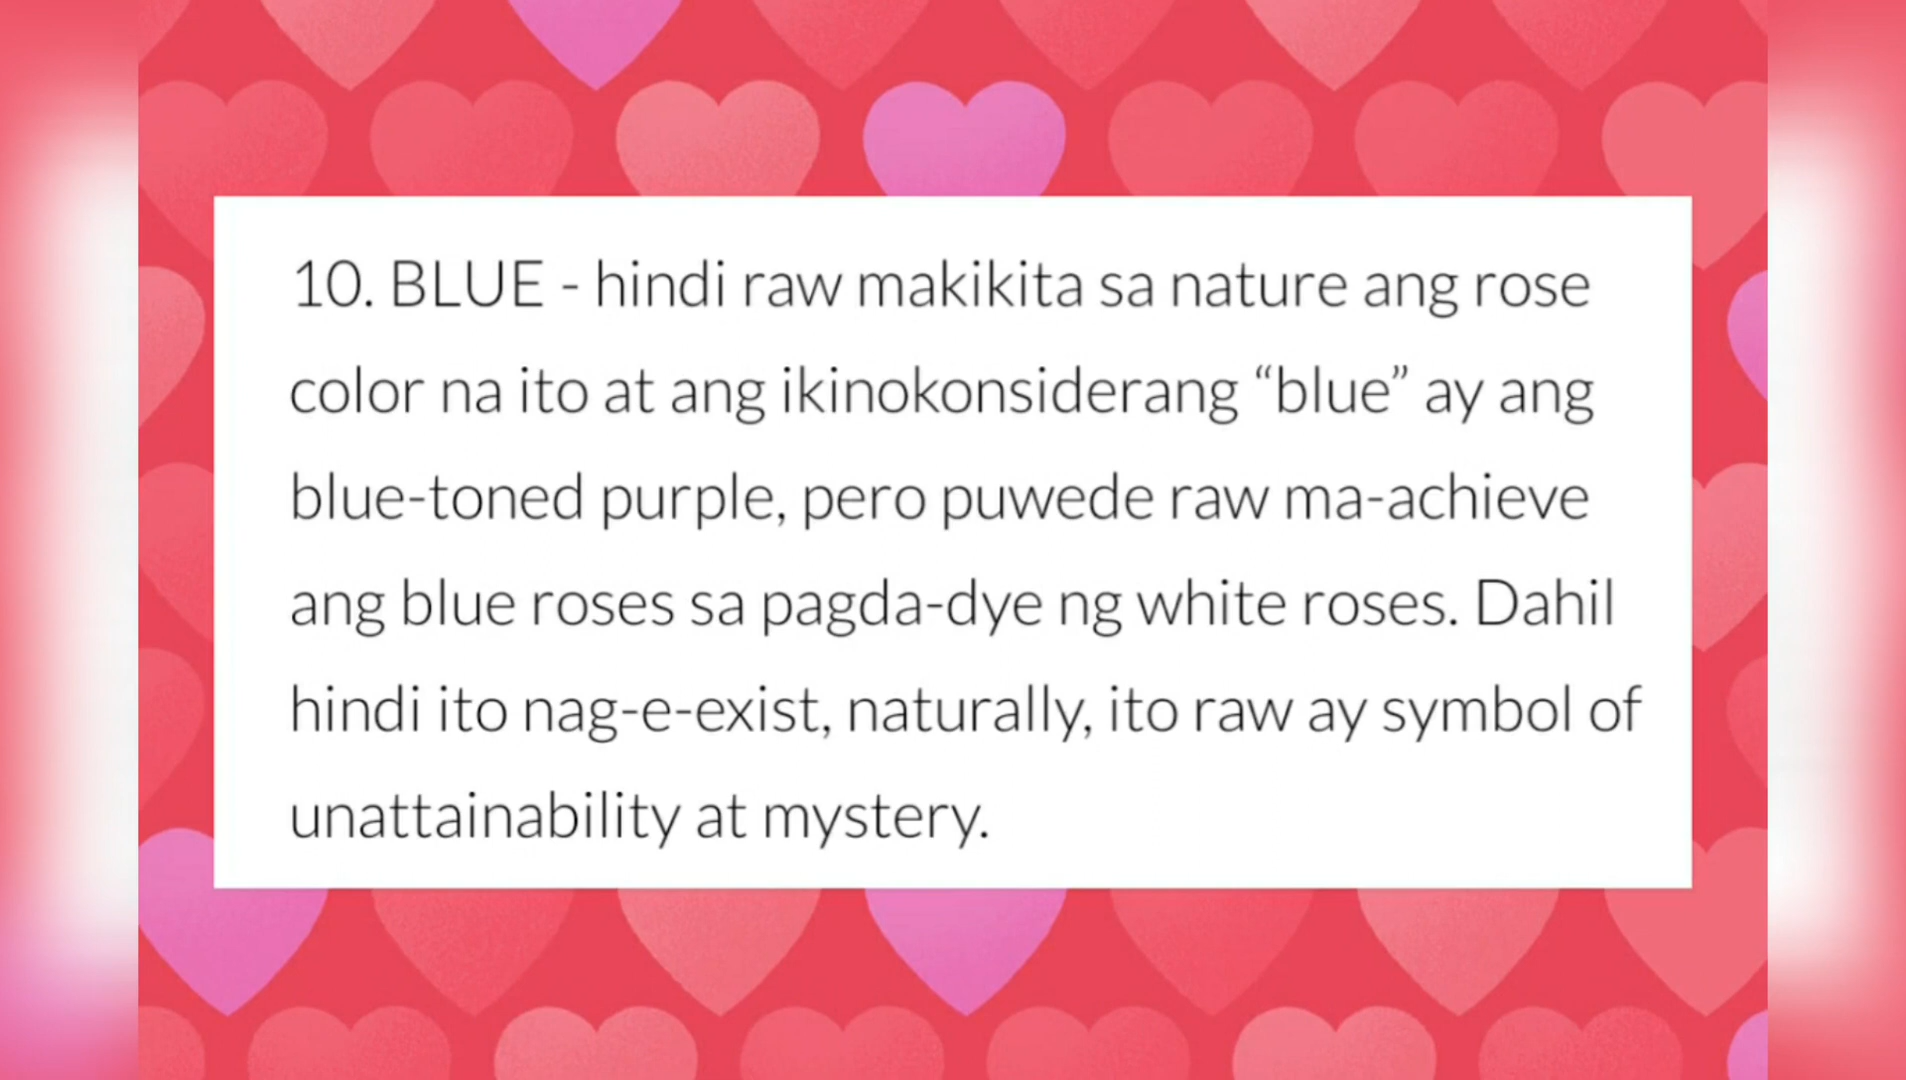 10. BLUE - hindi raw makikita sa nature ang rose
color na ito at ang ikinokonsiderang “blue” ay ang
blue-toned purple, pero puwede raw ma-achieve
ang blue roses sa pagda-dye ng white roses. Dahil
hindi ito nag-e-exist, naturally, ito raw ay symbol of
unattainability at mystery.